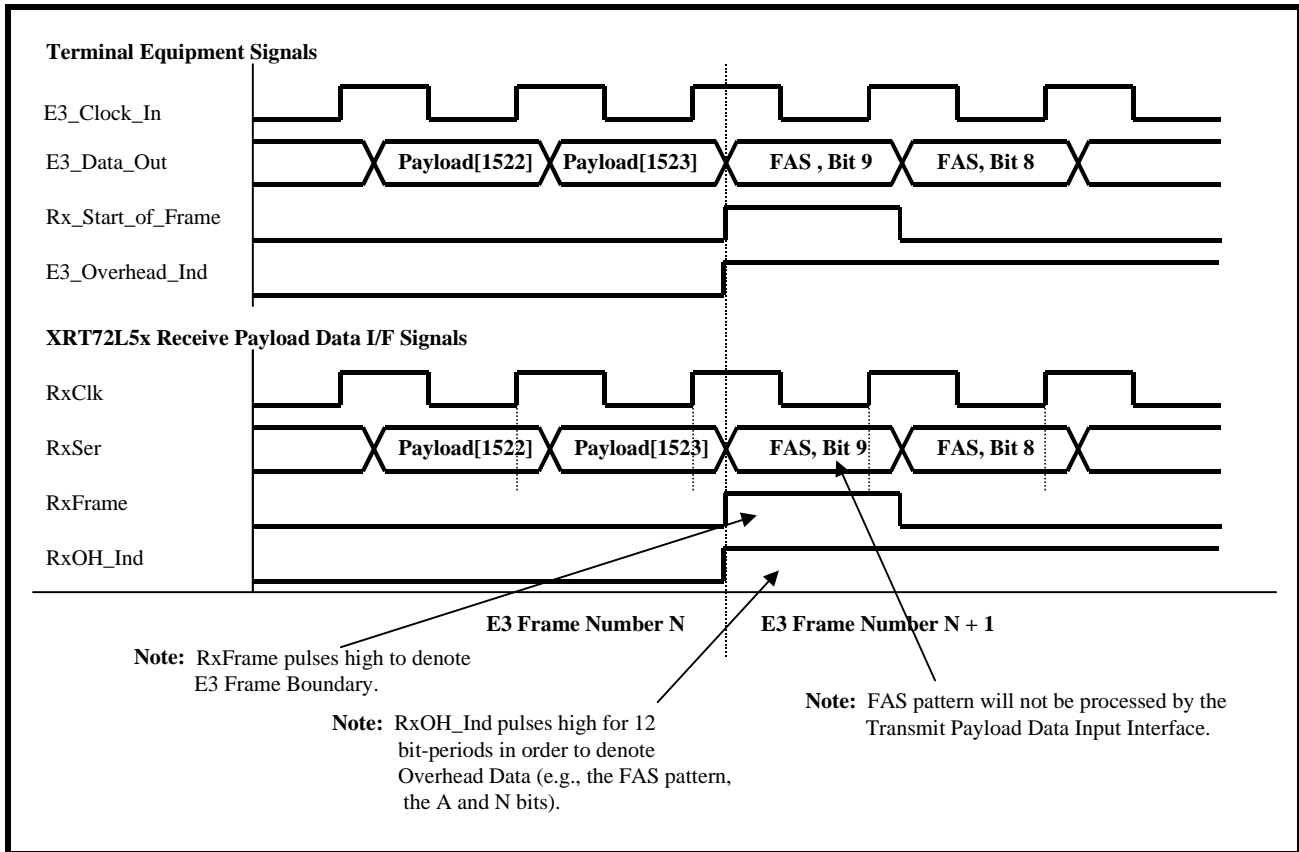 Terminal Equipment Signals
E3_Clock_In
E3_Data_Out
Payload[1522] Payload[1523] FAS , Bit 9 FAS, Bit 8
Rx_Start_of_Frame
E3_Overhead_Ind
XRT72L5x Receive Payload Data I/F Signals
RxClk
RxSer
Payload[1522] Payload[1523] FAS, Bit 9 FAS, Bit 8
RxFrame
RxOH_Ind
E3 Frame Number N E3 Frame Number N + 1
Note: RxFrame pulses high to denote
E3 Frame Boundary.
Note: RxOH_Ind pulses high for 12
bit-periods in order to denote
Overhead Data (e.g., the FAS pattern,
the A and N bits).
Note: FAS pattern will not be processed by the
Transmit Payload Data Input Interface.